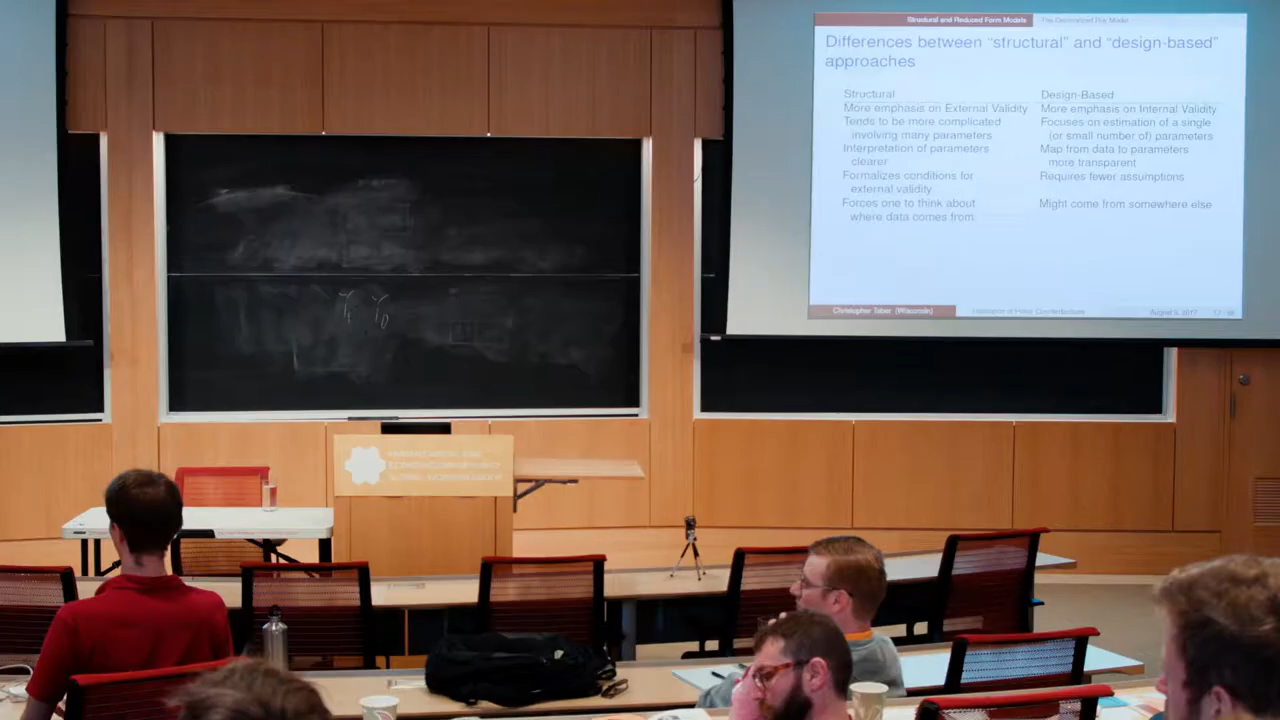 Structural and Reduced Form Models
The Generalized Roy Model
Differences between "structural" and "design-based"
approaches
Structural
More emphasis on External Validity
Tends to be more complicated
involving many parameters
Interpretation of parameters
clearer
Formalizes conditions for
external validity
Forces one to think about
where data comes from
Design-Based
More emphasis on Internal Validity
Focuses on estimation of a single
(or small number of) parameters
Map from data to parameters
more transparent
Requires fewer assumptions
Might come from somewhere else
Christopher Taber (Wisconsin)